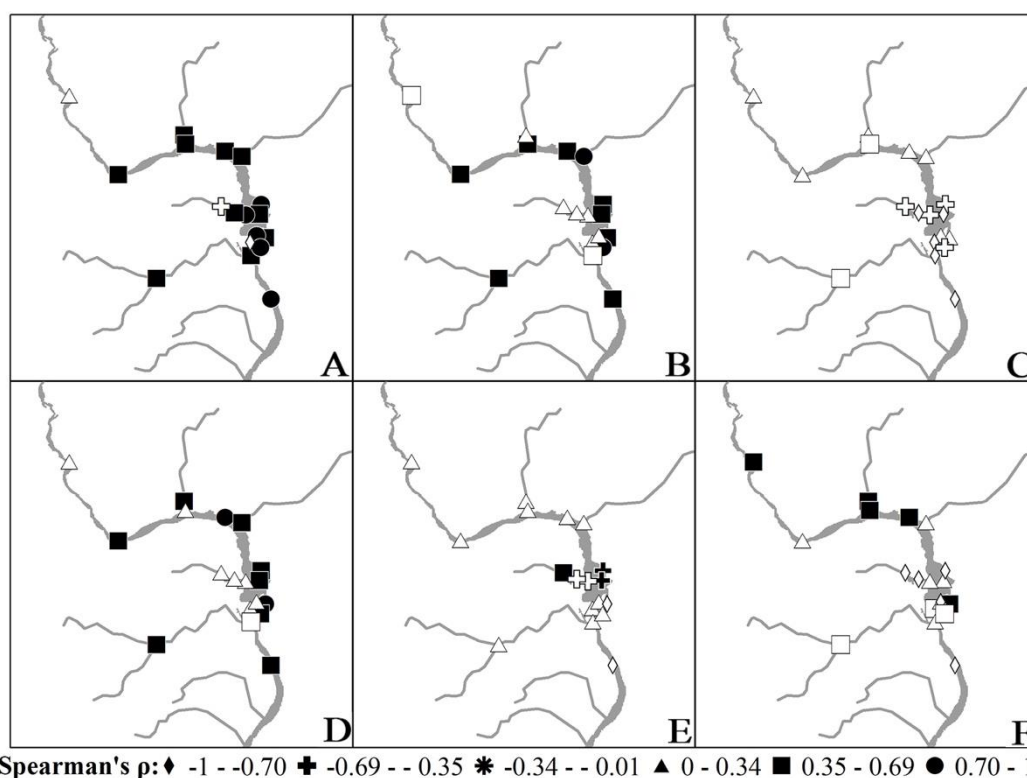 A B C
D E F
Spearman's ρ: ♦ -1 - -0.70 ✚ -0.69 - - 0.35 ✱ -0.34 - - 0.01 ▲ 0 - 0.34 ■ 0.35 - 0.69 ● 0.70 -